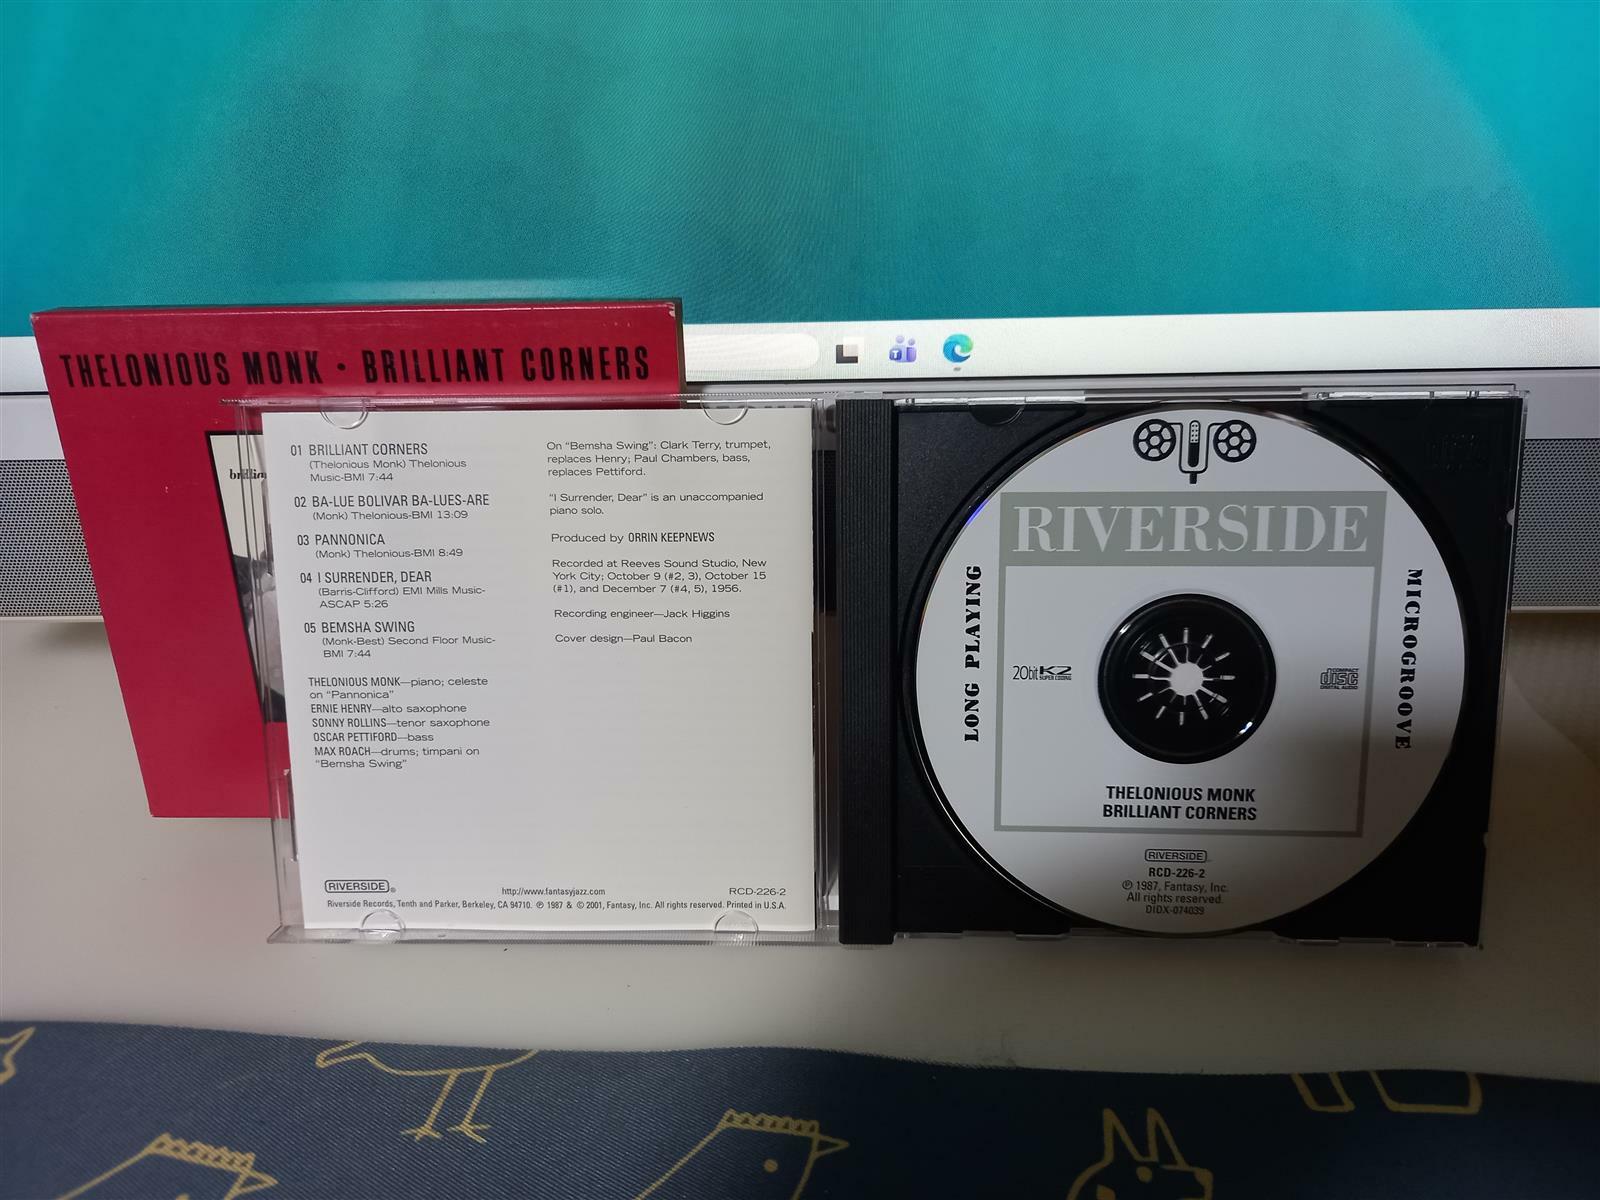 THELONIOUS MONK • BRILLIANT CORNERS
01 BRILLIANT CORNERS
(Thelonious Monk) Thelonious
Music-BMI 7:44
02 BA-LUE BOLIVAR BA-LUES-ARE
(Monk) Thelonious-BMI 13:09
03 PANNONICA
(Monk) Thelonious-BMI 8:49
04 I SURRENDER, DEAR
(Barris-Clifford) EMI Mills Music-
ASCAP 5:26
05 BEMSHA SWING
(Monk-Best) Second Floor Music-
BMI 7:44
THELONIOUS MONK—piano; celeste
on “Pannonica”
ERNIE HENRY—alto saxophone
SONNY ROLLINS—tenor saxophone
OSCAR PETTIFORD—bass
MAX ROACH—drums; timpani on
“Bemsha Swing”
On “Bemsha Swing”: Clark Terry, trumpet,
replaces Henry; Paul Chambers, bass,
replaces Pettiford.
“I Surrender, Dear” is an unaccompanied
piano solo.
Produced by ORRIN KEEPNEWS
Recorded at Reeves Sound Studio, New
York City; October 9 (#2, 3), October 15
(#1), and December 7 (#4, 5), 1956.
Recording engineer—Jack Higgins
Cover design—Paul Bacon
RIVERSIDE® http://www.fantasyjazz.com RCD-226-2
Riverside Records, Tenth and Parker, Berkeley, CA 94710. ℗ 1987 & © 2001, Fantasy, Inc. All rights reserved. Printed in U.S.A.
RIVERSIDE
LONG PLAYING
MICROGROOVE
20bit K2
SUPER CODING
COMPACT
disc
DIGITAL AUDIO
THELONIOUS MONK
BRILLIANT CORNERS
RIVERSIDE
RCD-226-2
℗ 1987, Fantasy, Inc.
All rights reserved.
DIDX-074039